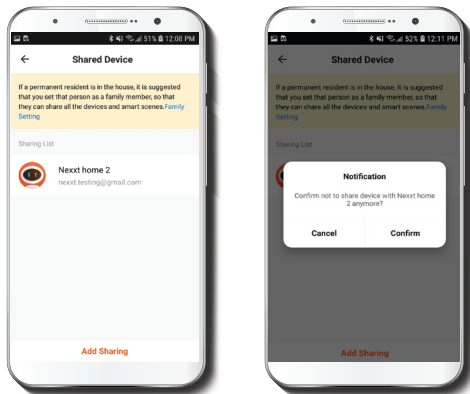 51% 12:08 PM
Shared Device
If a permanent resident is in the house, it is suggested
that you set that person as a family member, so that
they can share all the devices and smart scenes.Family
Setting
Sharing List
Nexxt home 2
nexxt.testing@gmail.com
Add Sharing
52% 12:11 PM
Shared Device
If a permanent resident is in the house, it is suggested
that you set that person as a family member, so that
they can share all the devices and smart scenes.Family
Setting
Sharing List
Notification
Confirm not to share device with Nexxt home
2 anymore?
Cancel Confirm
Add Sharing